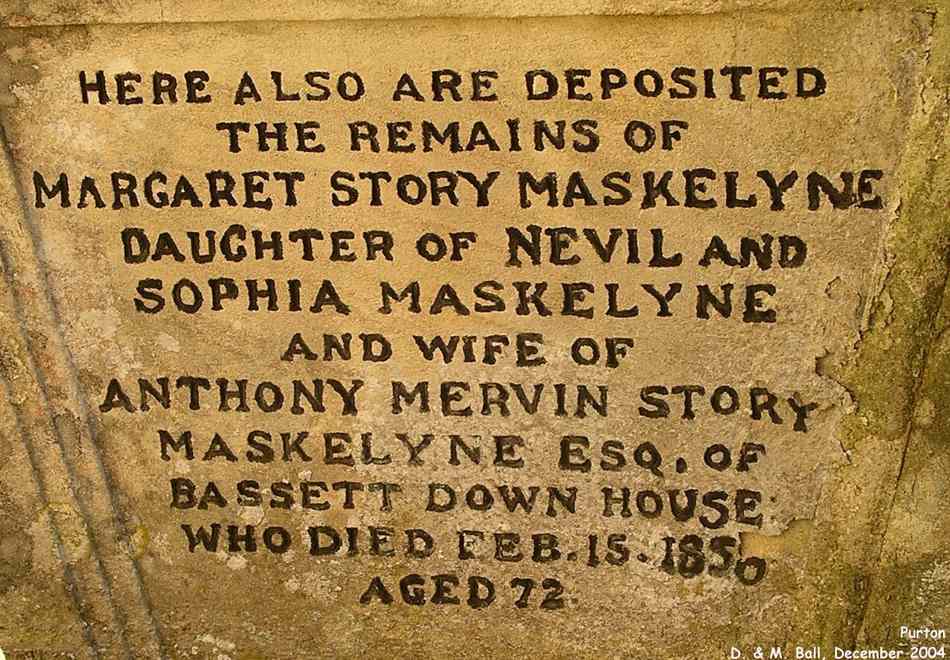 HERE ALSO ARE DEPOSITED
THE REMAINS OF
MARGARET STORY MASKELYNE
DAUGHTER OF NEVIL AND
SOPHIA MASKELYNE
AND WIFE OF
ANTHONY MERVIN STORY
MASKELYNE ESQ. OF
BASSETT DOWN HOUSE
WHO DIED FEB. 15. 1850
AGED 72.
Purton
D. & M. Ball, December 2004